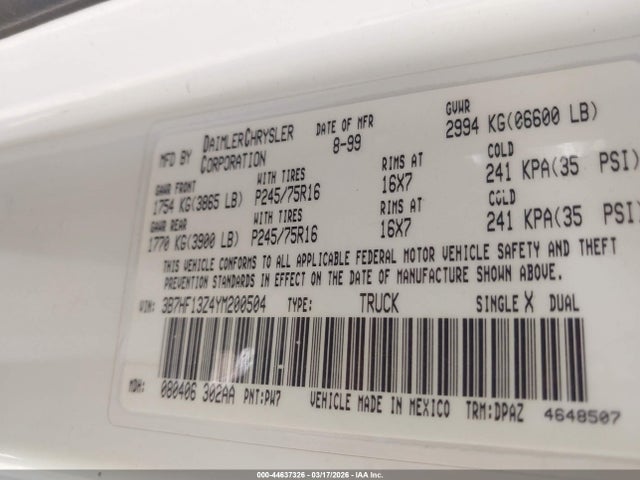 MFD BY DAIMLERCHRYSLER CORPORATION DATE OF MFR 8-99 GVWR 2994 KG(06600 LB)
GAWR FRONT WITH TIRES RIMS AT COLD
1754 KG(3865 LB) P245/75R16 16X7 241 KPA(35 PSI)
GAWR REAR WITH TIRES RIMS AT COLD
1770 KG(3900 LB) P245/75R16 16X7 241 KPA(35 PSI)
THIS VEHICLE CONFORMS TO ALL APPLICABLE FEDERAL MOTOR VEHICLE SAFETY AND THEFT
PREVENTION STANDARDS IN EFFECT ON THE DATE OF MANUFACTURE SHOWN ABOVE.
VIN: 3B7HF13Z4YM200504 TYPE: TRUCK SINGLE X DUAL
MDH: 080406 302AA PNT:PW7 VEHICLE MADE IN MEXICO TRM:DPAZ 4648507
000-44637326 - 03/17/2026 - IAA Inc.